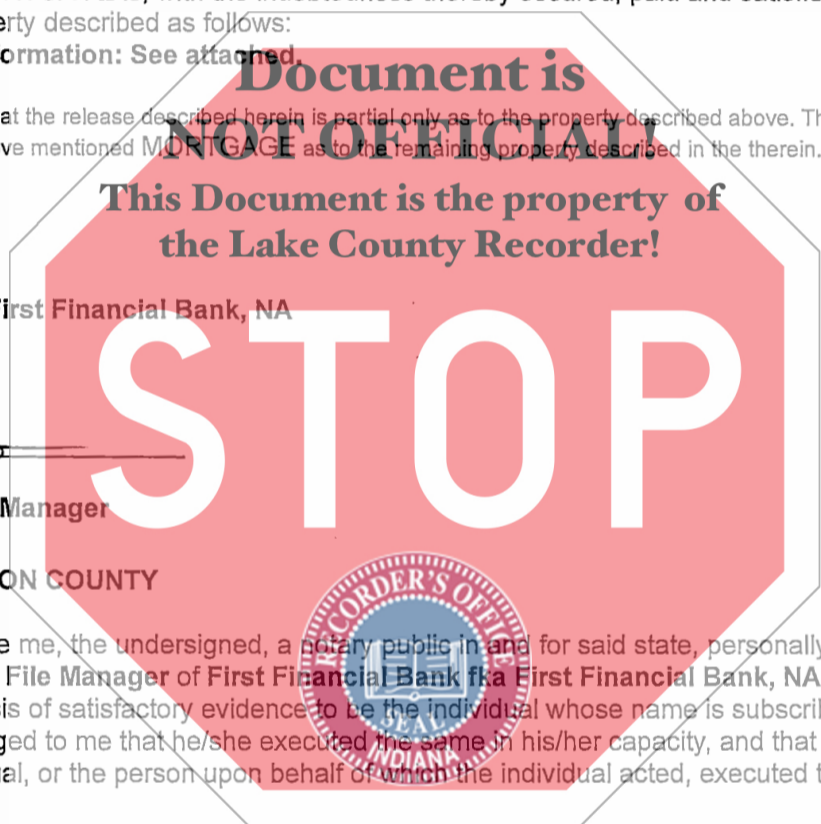 erty described as follows:
ormation: See attached.
Document is
at the release described herein is partial only as to the property described above. Th
NOT OFFICIAL!
ve mentioned MORTGAGE as to the remaining property described in the therein.
This Document is the property of
the Lake County Recorder!
irst Financial Bank, NA
STOP
Manager
ON COUNTY
RECORDER'S OFFICE
e me, the undersigned, a notary public in and for said state, personally
File Manager of First Financial Bank fka First Financial Bank, NA
is of satisfactory evidence to be the individual whose name is subscri
SEAL
ged to me that he/she executed the same in his/her capacity, and that
INDIANA
al, or the person upon behalf of which the individual acted, executed t